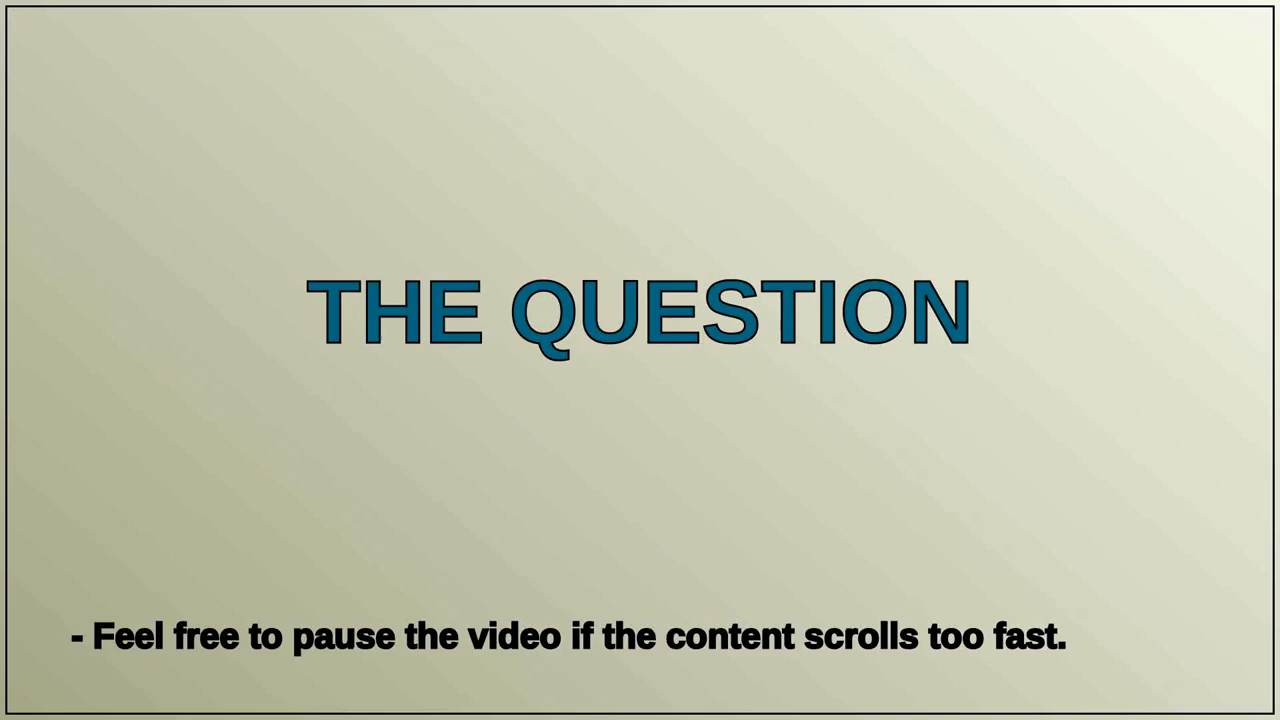 THE QUESTION
- Feel free to pause the video if the content scrolls too fast.